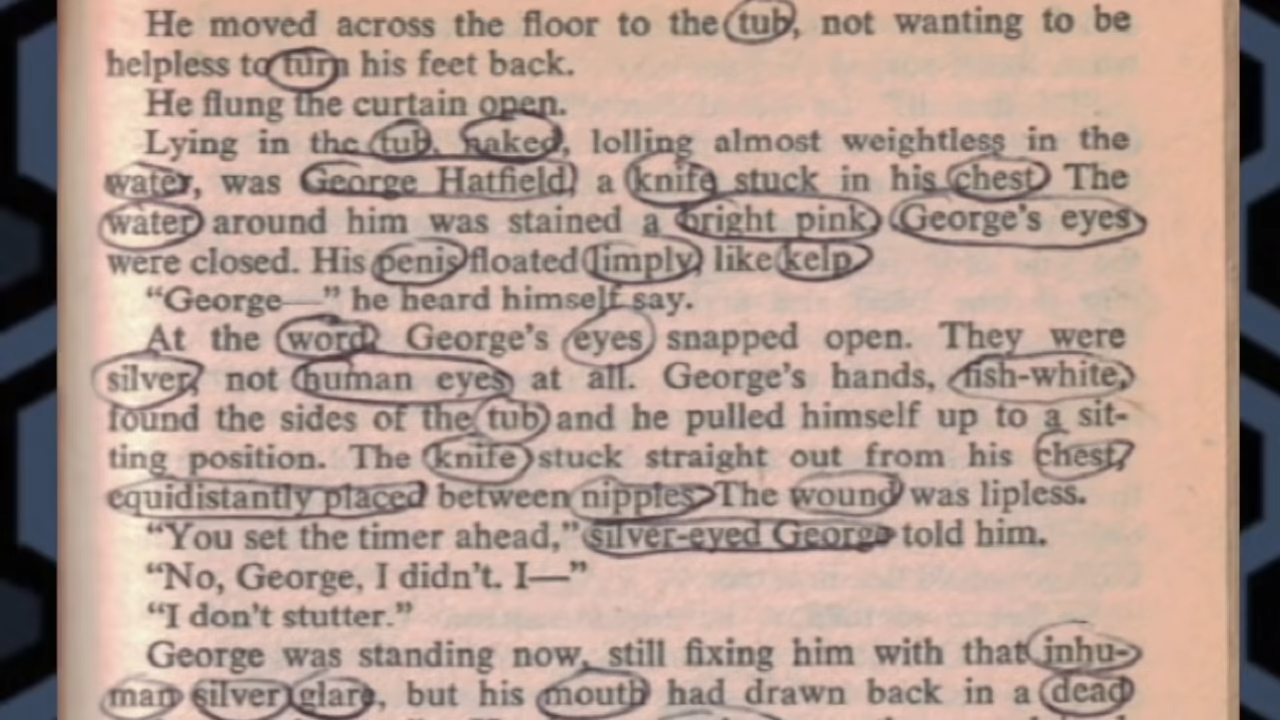 He moved across the floor to the tub, not wanting to be
helpless to turn his feet back.
He flung the curtain open.
Lying in the tub, naked, lolling almost weightless in the
water, was George Hatfield, a knife stuck in his chest. The
water around him was stained a bright pink. George's eyes
were closed. His penis floated limply, like kelp.
“George—” he heard himself say.
At the word, George's eyes snapped open. They were
silver, not human eyes at all. George's hands, fish-white,
found the sides of the tub and he pulled himself up to a sit-
ting position. The knife stuck straight out from his chest,
equidistantly placed between nipples. The wound was lipless.
“You set the timer ahead,” silver-eyed George told him.
“No, George, I didn't. I—”
“I don't stutter.”
George was standing now, still fixing him with that inhu-
man silver glare, but his mouth had drawn back in a dead